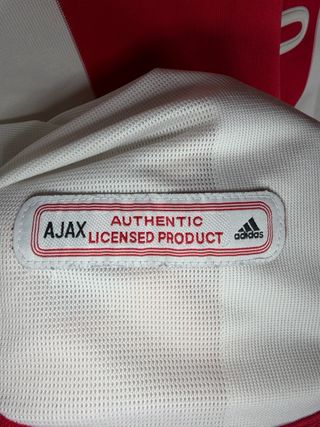 AJAX
AUTHENTIC
LICENSED PRODUCT
adidas